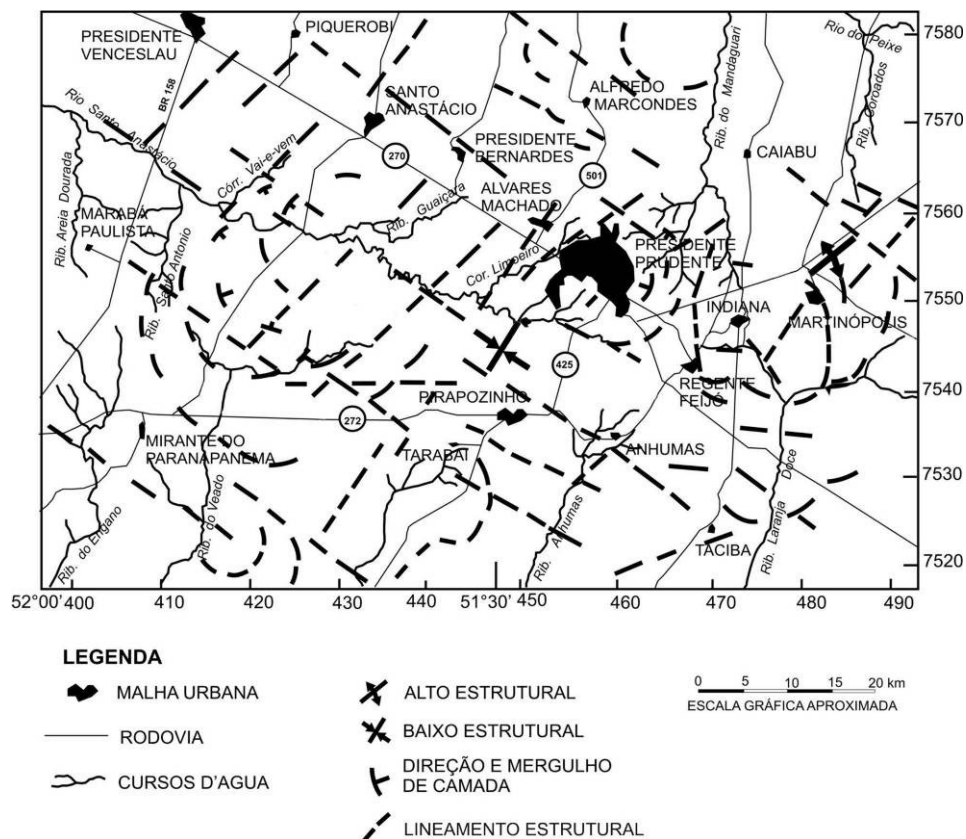 PRESIDENTE
VENCESLAU
PIQUEROBI
Rio do Peixe
7580
BR 158
SANTO
ANASTÁCIO
ALFREDO
MARCONDES
Rib. do Mandaguari
Rib. Coroados
7570
Rio Santo Anastácio
Córr. Vai-e-vem
270
PRESIDENTE
BERNARDES
501
CAIABU
Rib. Areia Dourada
MARABÁ
PAULISTA
Rib. Guaiçara
ALVARES
MACHADO
7560
Rib. Santo Antonio
Cor. Limoeiro
PRESIDENTE
PRUDENTE
7550
INDIANA
MARTINÓPOLIS
425
REGENTE
FEIJÓ
7540
PIRAPOZINHO
272
MIRANTE DO
PARANAPANEMA
TARABAI
ANHUMAS
7530
Rib. do Engano
Rib. do Veado
Rib. Anhumas
TACIBA
Rib. Laranja Doce
7520
52°00' 400 410 420 430 440 51°30' 450 460 470 480 490
LEGENDA
MALHA URBANA
RODOVIA
CURSOS D'AGUA
ALTO ESTRUTURAL
BAIXO ESTRUTURAL
DIREÇÃO E MERGULHO
DE CAMADA
LINEAMENTO ESTRUTURAL
0 5 10 15 20 km
ESCALA GRÁFICA APROXIMADA